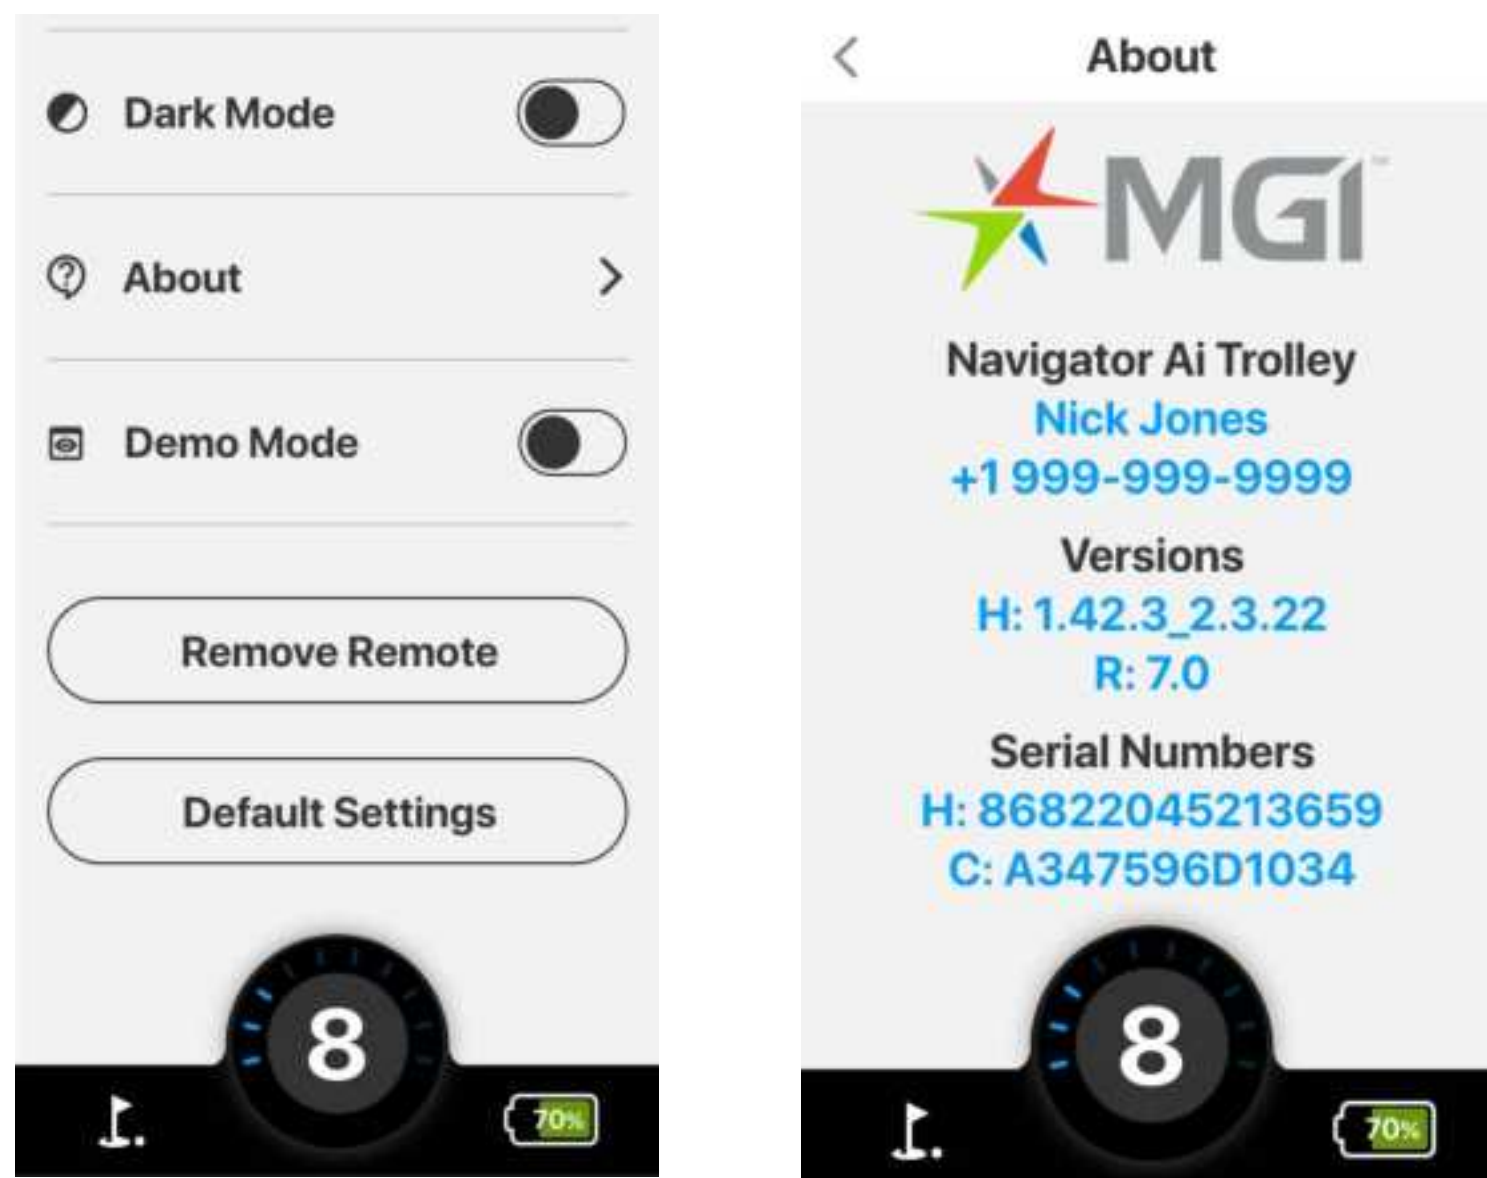 Dark Mode
About
Demo Mode
Remove Remote
Default Settings
8
70%
About
MGI
Navigator Ai Trolley
Nick Jones
+1 999-999-9999
Versions
H: 1.42.3_2.3.22
R: 7.0
Serial Numbers
H: 86822045213659
C: A347596D1034
8
70%